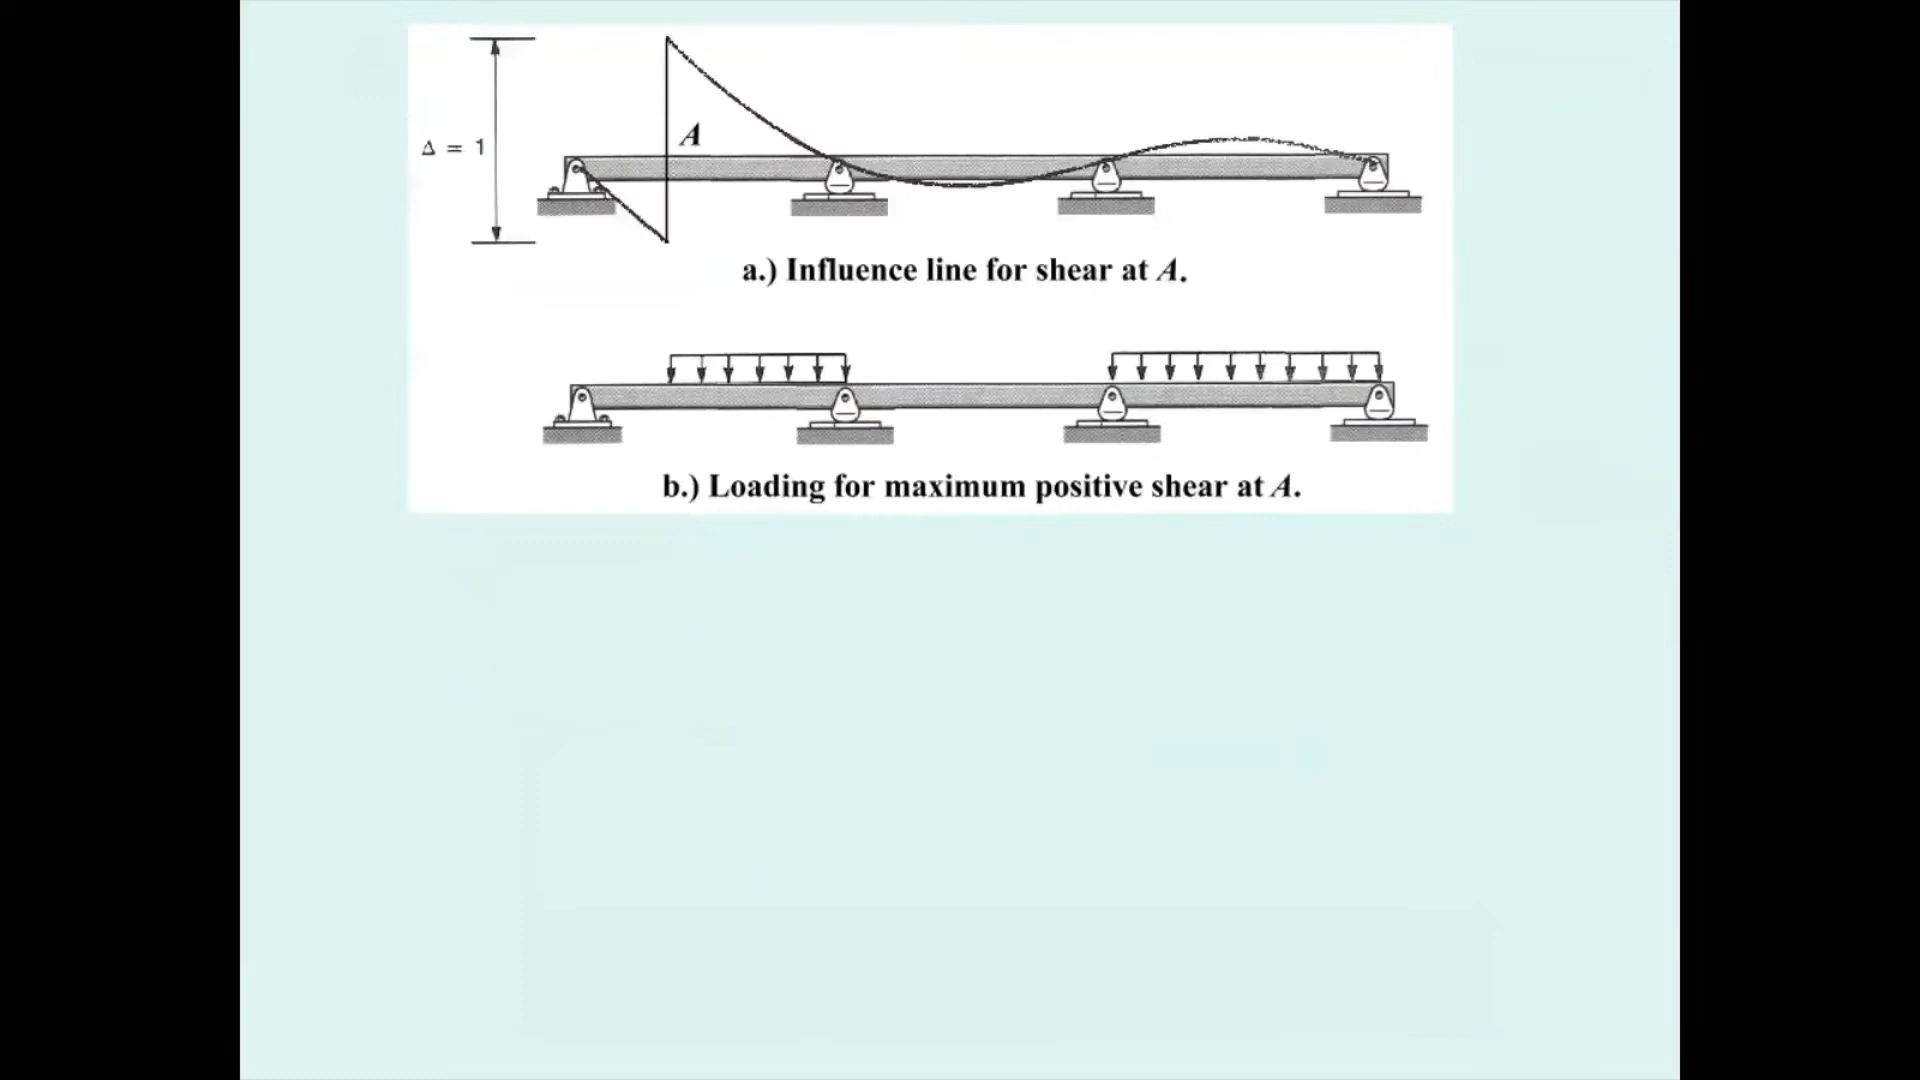 A
Δ = 1
a.) Influence line for shear at A.
b.) Loading for maximum positive shear at A.